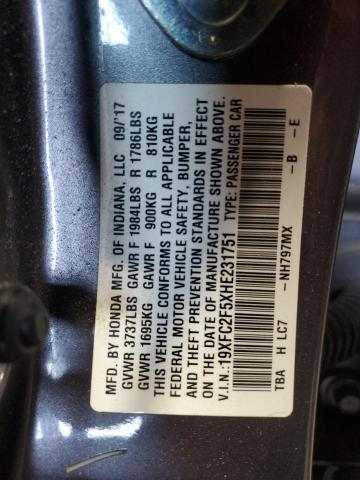 MFD. BY HONDA MFG. OF INDIANA, LLC 09/'17
GVWR 3737LBS GAWR F 1984LBS R 1786LBS
GVWR 1695KG GAWR F 900KG R 810KG
THIS VEHICLE CONFORMS TO ALL APPLICABLE
FEDERAL MOTOR VEHICLE SAFETY, BUMPER,
AND THEFT PREVENTION STANDARDS IN EFFECT
ON THE DATE OF MANUFACTURE SHOWN ABOVE.
V.I.N.:19XFC2F5XHE231751 TYPE: PASSENGER CAR
TBA H LC7 - NH797MX - B - E